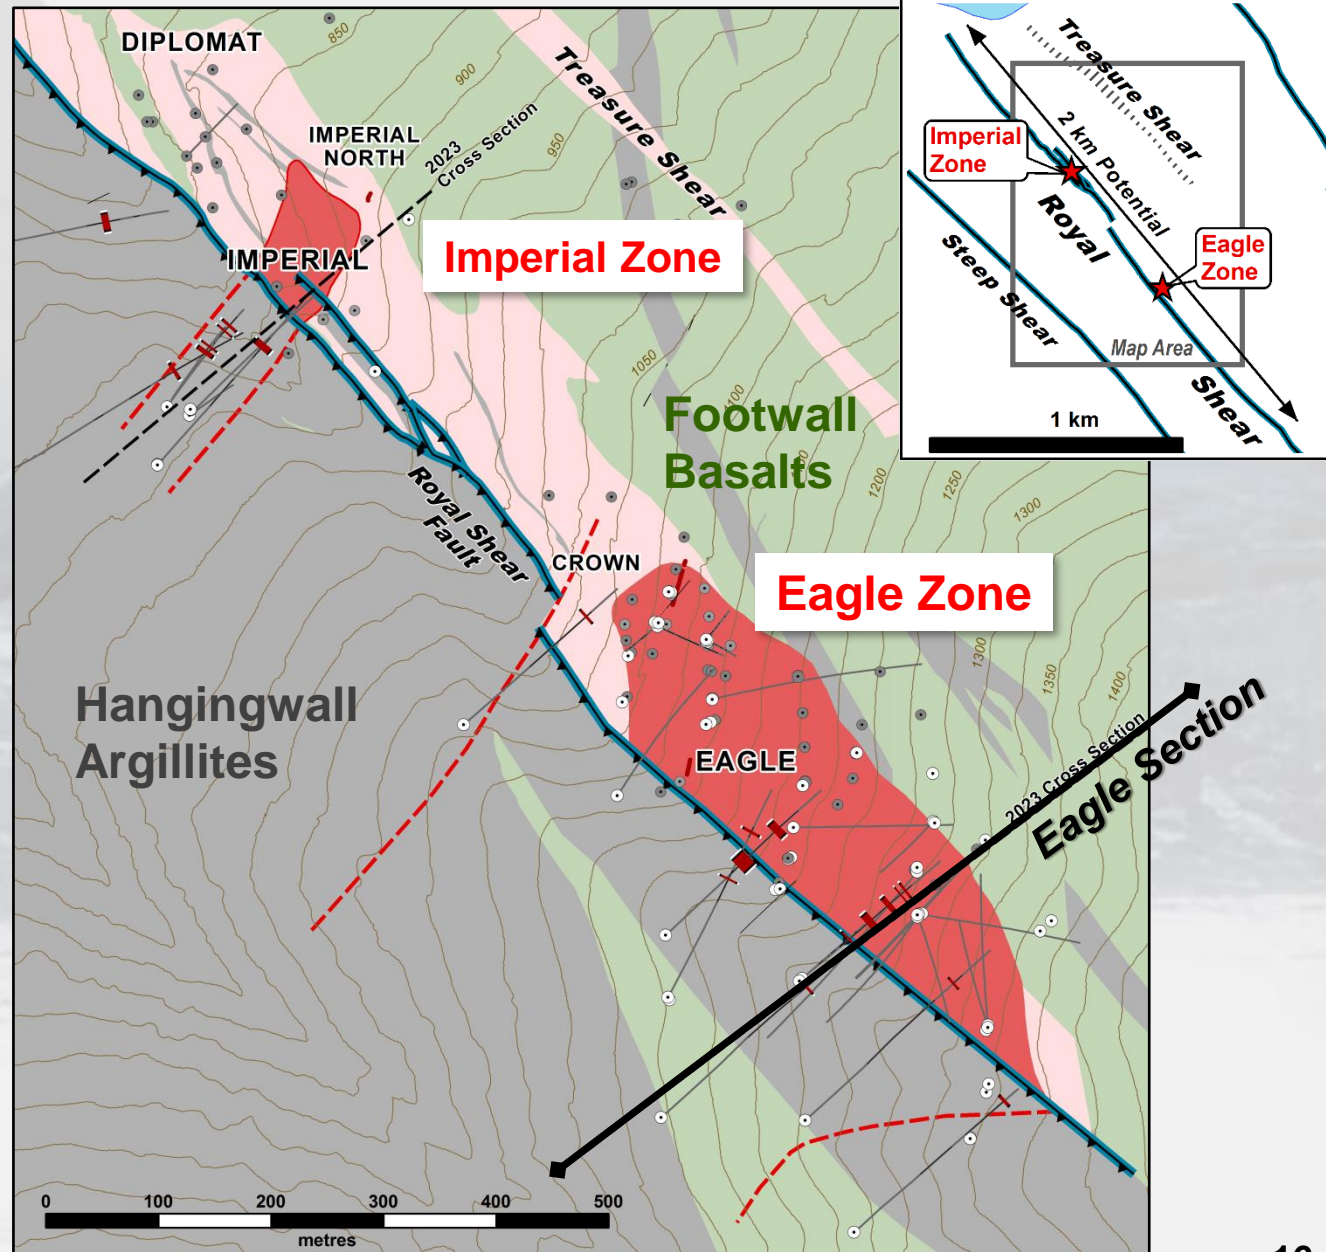 DIPLOMAT
850
900
950
IMPERIAL
NORTH
2023
Cross Section
Treasure Shear
IMPERIAL
Imperial Zone
1050
Footwall
Basalts
1200
1250
1300
Royal Shear
Fault
CROWN
Eagle Zone
1300
1350
1400
Hangingwall
Argillites
EAGLE
2023 Cross Section
Eagle Section
0 100 200 300 400 500
metres
Treasure Shear
2 km Potential
Imperial
Zone
Royal
Shear
Eagle
Zone
Steep Shear
Map Area
1 km